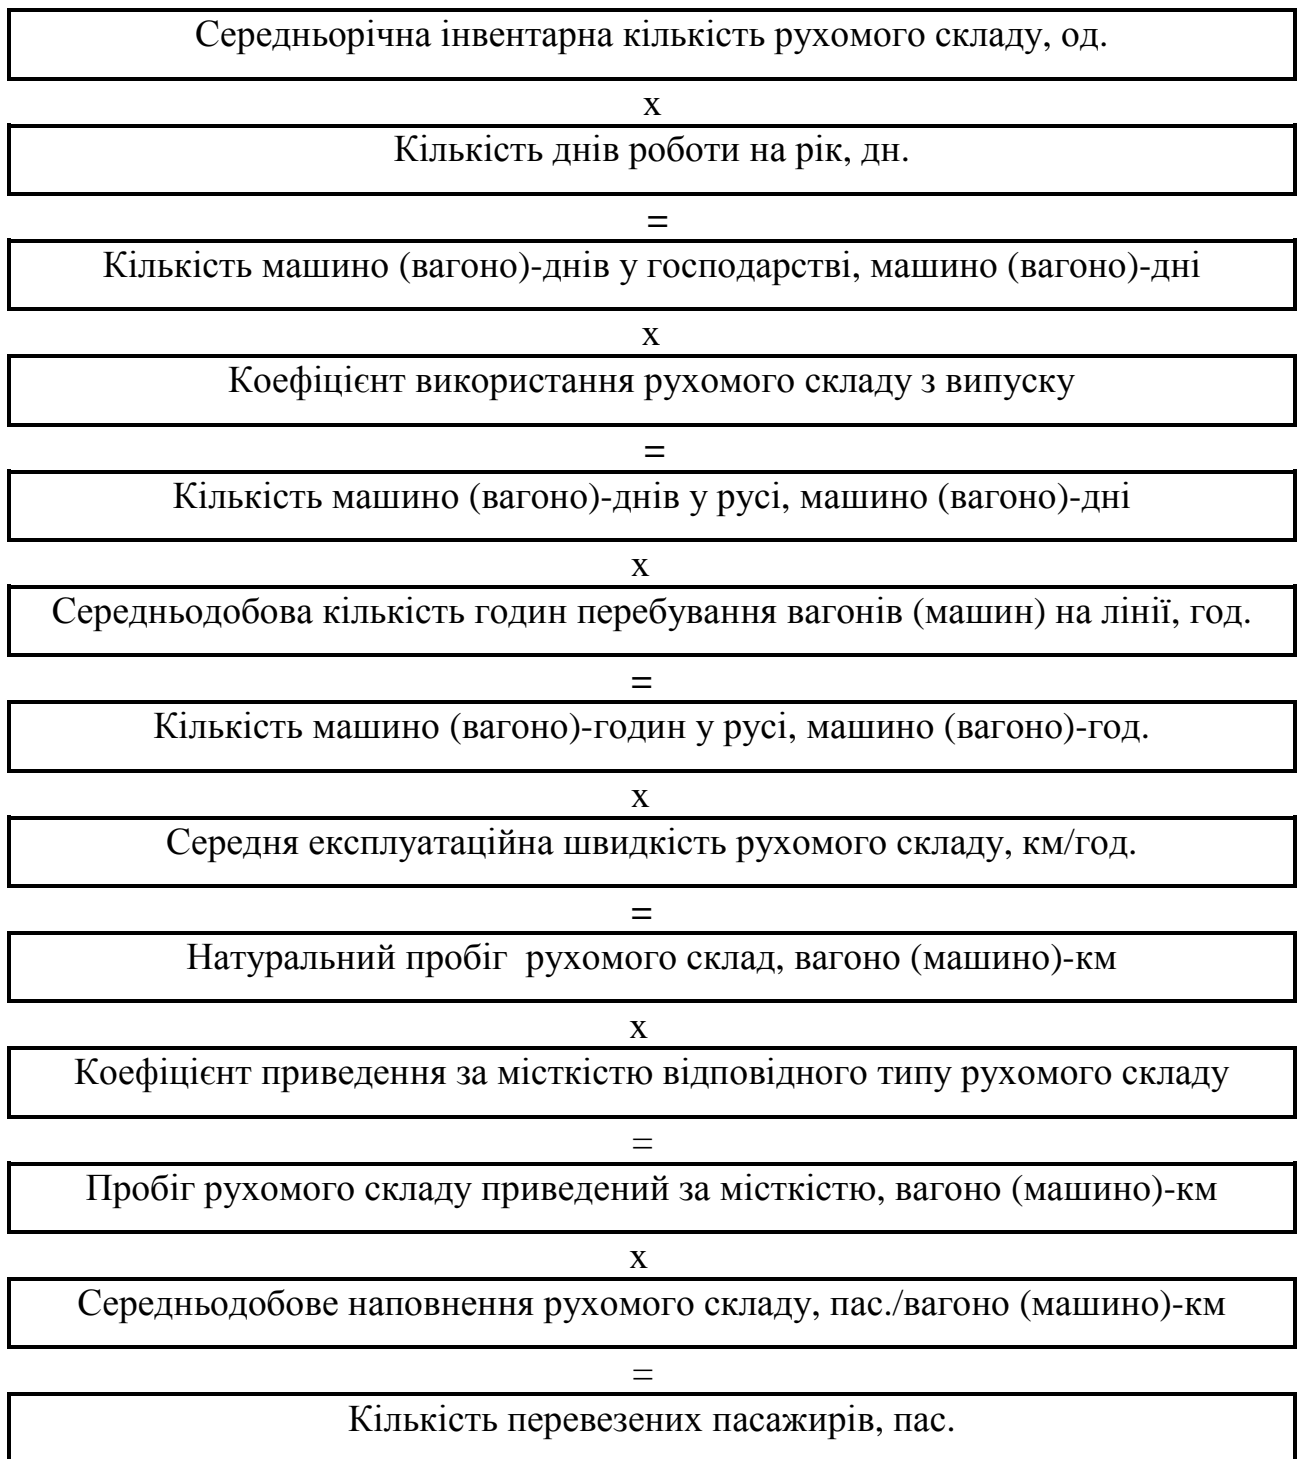 Середньорічна інвентарна кількість рухомого складу, од.
х
Кількість днів роботи на рік, дн.
=
Кількість машино (вагоно)-днів у господарстві, машино (вагоно)-дні
х
Коефіцієнт використання рухомого складу з випуску
=
Кількість машино (вагоно)-днів у русі, машино (вагоно)-дні
х
Середньодобова кількість годин перебування вагонів (машин) на лінії, год.
=
Кількість машино (вагоно)-годин у русі, машино (вагоно)-год.
х
Середня експлуатаційна швидкість рухомого складу, км/год.
=
Натуральний пробіг рухомого склад, вагоно (машино)-км
х
Коефіцієнт приведення за місткістю відповідного типу рухомого складу
=
Пробіг рухомого складу приведений за місткістю, вагоно (машино)-км
х
Середньодобове наповнення рухомого складу, пас./вагоно (машино)-км
=
Кількість перевезених пасажирів, пас.